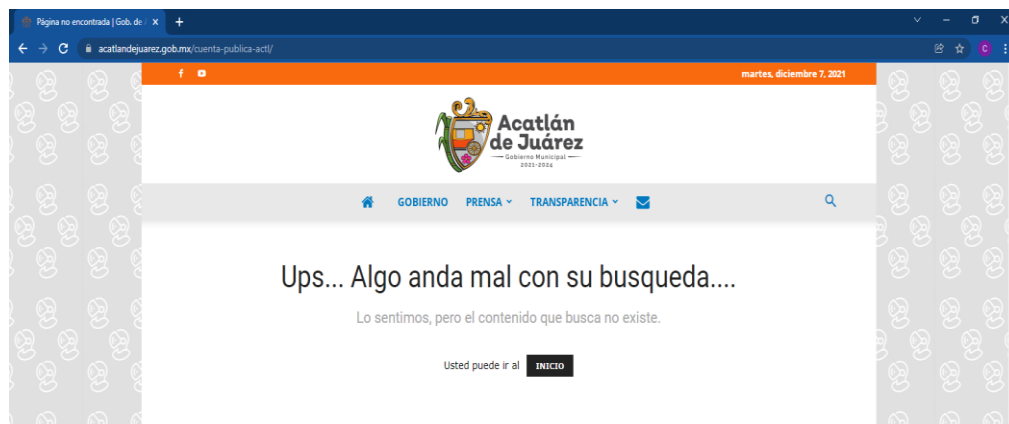 Página no encontrada | Gob. de
acatlandejuarez.gob.mx/cuenta-publica-actl/
C
martes, diciembre 7, 2021
Acatlán
de Juárez
Gobierno Municipal
2021-2024
GOBIERNO PRENSA TRANSPARENCIA
Ups... Algo anda mal con su busqueda....
Lo sentimos, pero el contenido que busca no existe.
Usted puede ir al INICIO